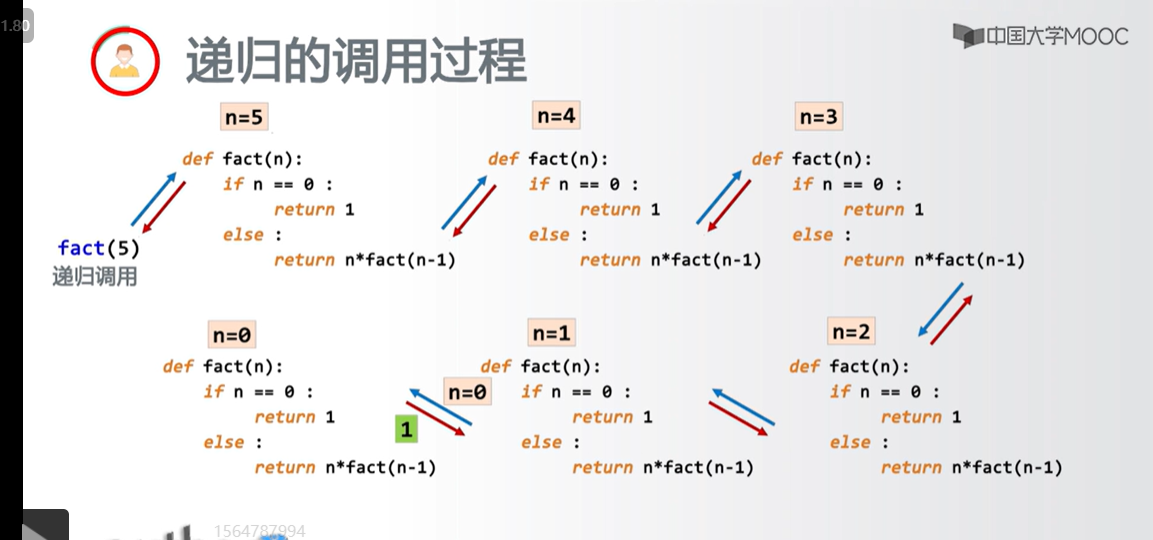 1.80
递归的调用过程
中国大学MOOC
n=5
def fact(n):
if n == 0 :
return 1
else :
return n*fact(n-1)
n=4
def fact(n):
if n == 0 :
return 1
else :
return n*fact(n-1)
n=3
def fact(n):
if n == 0 :
return 1
else :
return n*fact(n-1)
fact(5)
递归调用
n=0
def fact(n):
if n == 0 :
return 1
else :
return n*fact(n-1)
n=0
1
n=1
def fact(n):
if n == 0 :
return 1
else :
return n*fact(n-1)
n=2
def fact(n):
if n == 0 :
return 1
else :
return n*fact(n-1)
1564787994